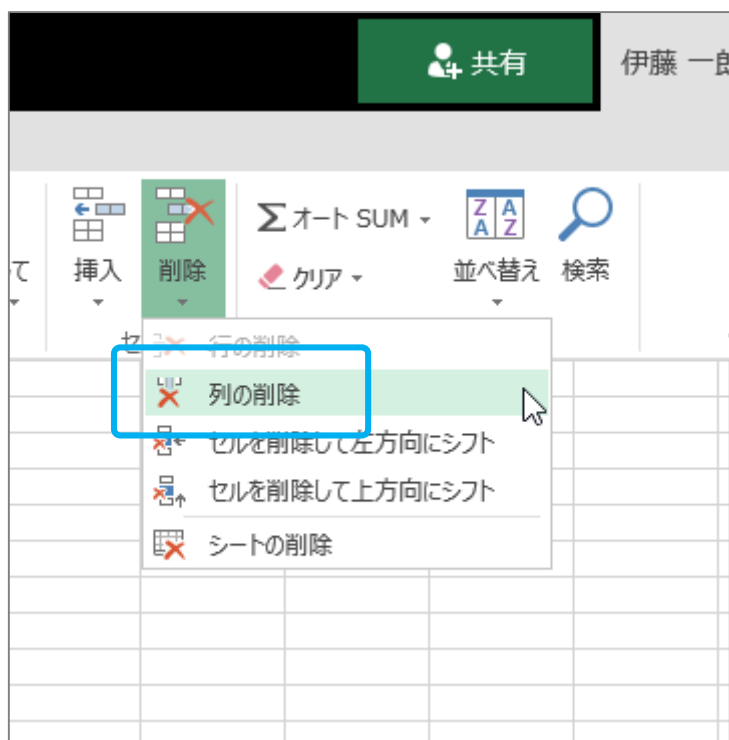 共有
伊藤 一
Z A
A Z
て
挿入
削除
オート SUM
クリア
並べ替え
検索
セ
行の削除
列の削除
セルを削除して左方向にシフト
セルを削除して上方向にシフト
シートの削除